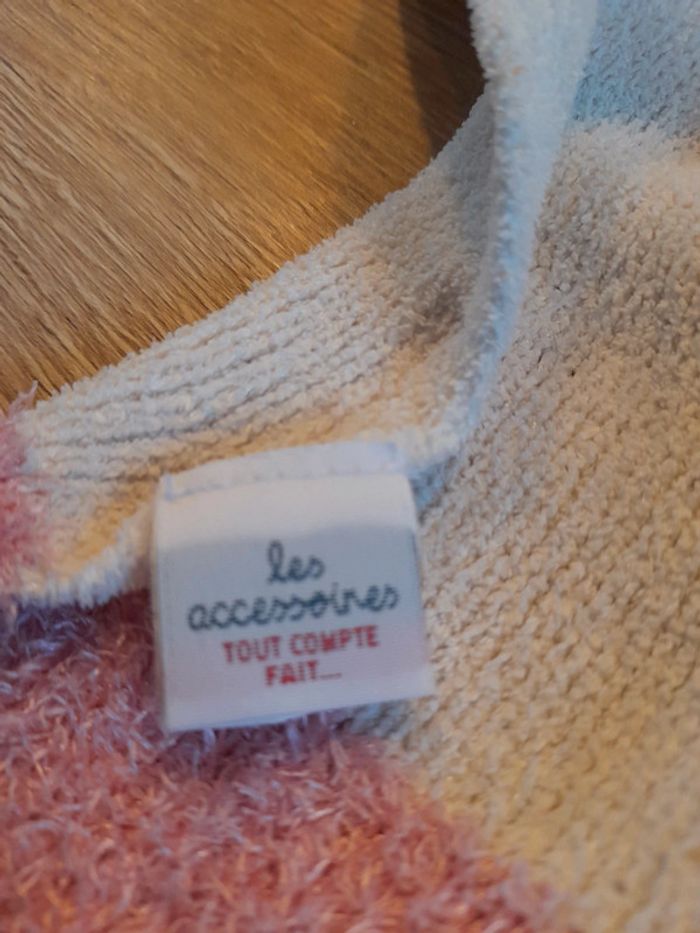 les
accessoires
TOUT COMPTE
FAIT...